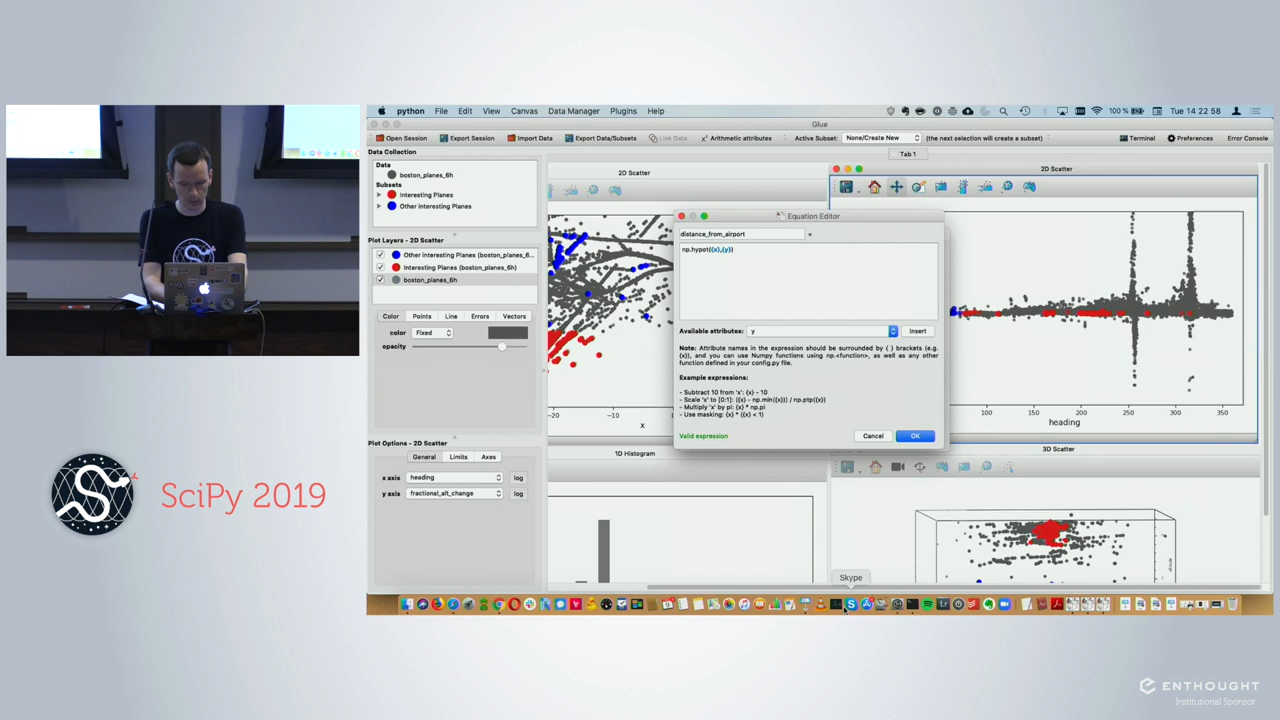 python File Edit View Canvas Data Manager Plugins Help
100 % Tue 14 22 58
Glue
Open Session Export Session Import Data Export Data/Subsets Link Data Arithmetic attributes Active Subset: None/Create New (the next selection will create a subset) Terminal Preferences Error Console
Data Collection
Data
boston_planes_6h
Subsets
Interesting Planes
Other Interesting Planes
Plot Layers - 2D Scatter
Other interesting Planes (boston_planes_6...
Interesting Planes (boston_planes_6h)
boston_planes_6h
Color Points Line Errors Vectors
color Fixed
opacity
Plot Options - 2D Scatter
General Limits Axes
x axis heading log
y axis fractional_alt_change log
Tab 1
2D Scatter
-20 -10 0
x
2D Scatter
100 150 200 250 300 350
heading
Equation Editor
distance_from_airport =
np.hypot({x},{y})
Available attributes: y Insert
Note: Attribute names in the expression should be surrounded by { } brackets (e.g.
{x}), and you can use Numpy functions using np.<function>, as well as any other
function defined in your config.py file.
Example expressions:
- Subtract 10 from 'x': {x} - 10
- Scale 'x' to [0:1]: ({x} - np.min({x})) / np.ptp({x})
- Multiply 'x' by pi: {x} * np.pi
- Use masking: {x} * ({x} < 1)
Valid expression Cancel OK
1D Histogram
3D Scatter
Skype
SciPy 2019
ENTHOUGHT
Institutional Sponsor